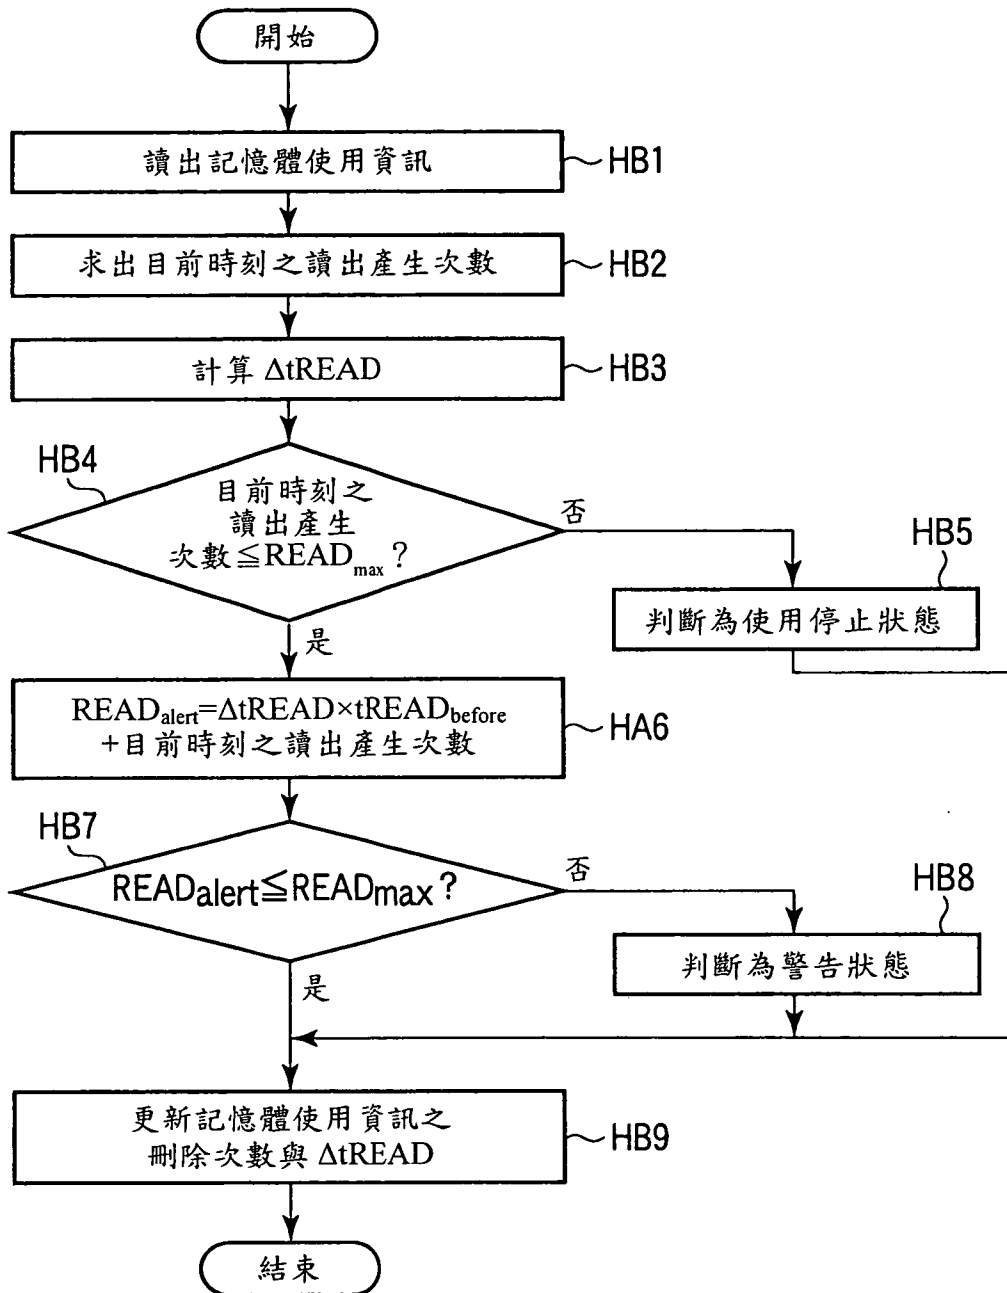 開始
讀出記憶體使用資訊
HB1
求出目前時刻之讀出產生次數
HB2
計算 ΔtREAD
HB3
HB4
目前時刻之
讀出產生
次數≦READmax?
否
HB5
判斷為使用停止狀態
是
READalert=ΔtREAD×tREADbefore
+目前時刻之讀出產生次數
HA6
HB7
READalert≦READmax?
否
HB8
判斷為警告狀態
是
更新記憶體使用資訊之
刪除次數與 ΔtREAD
HB9
結束